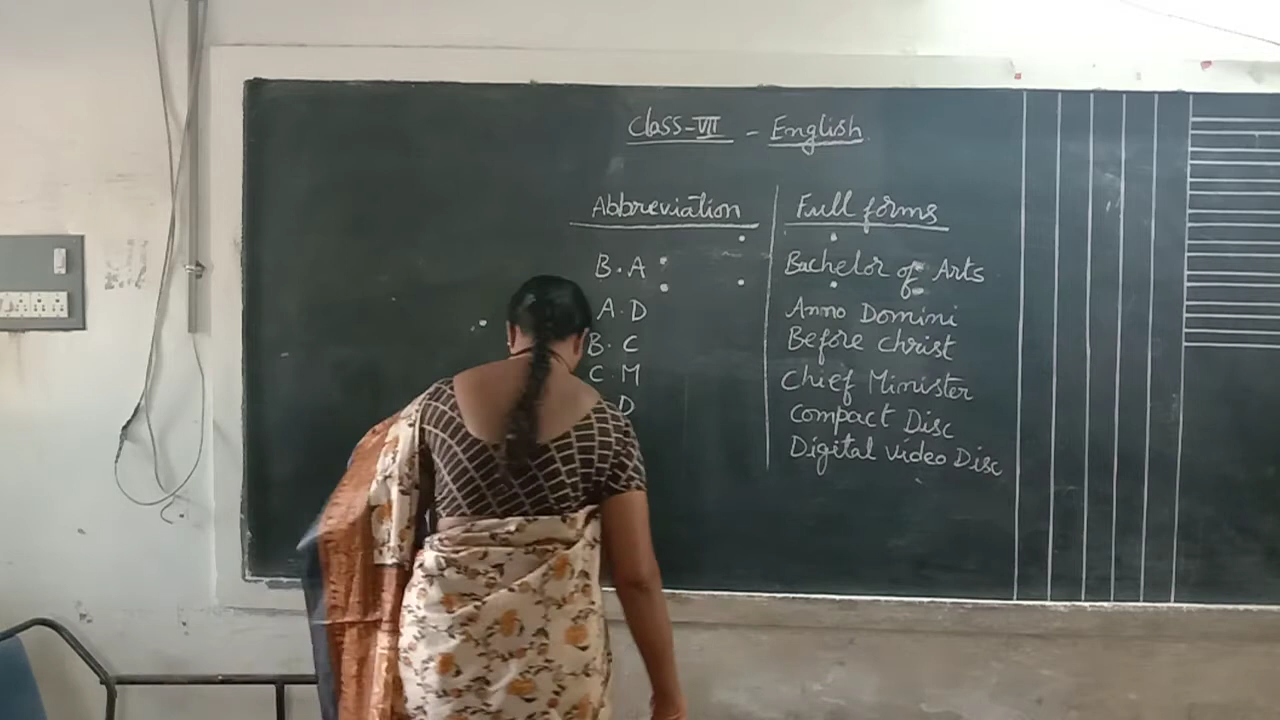 Class-VII - English
Abbreviation Full forms
B.A Bachelor of Arts
A.D Anno Domini
B.C Before christ
C.M Chief Minister
D Compact Disc
Digital video Disc